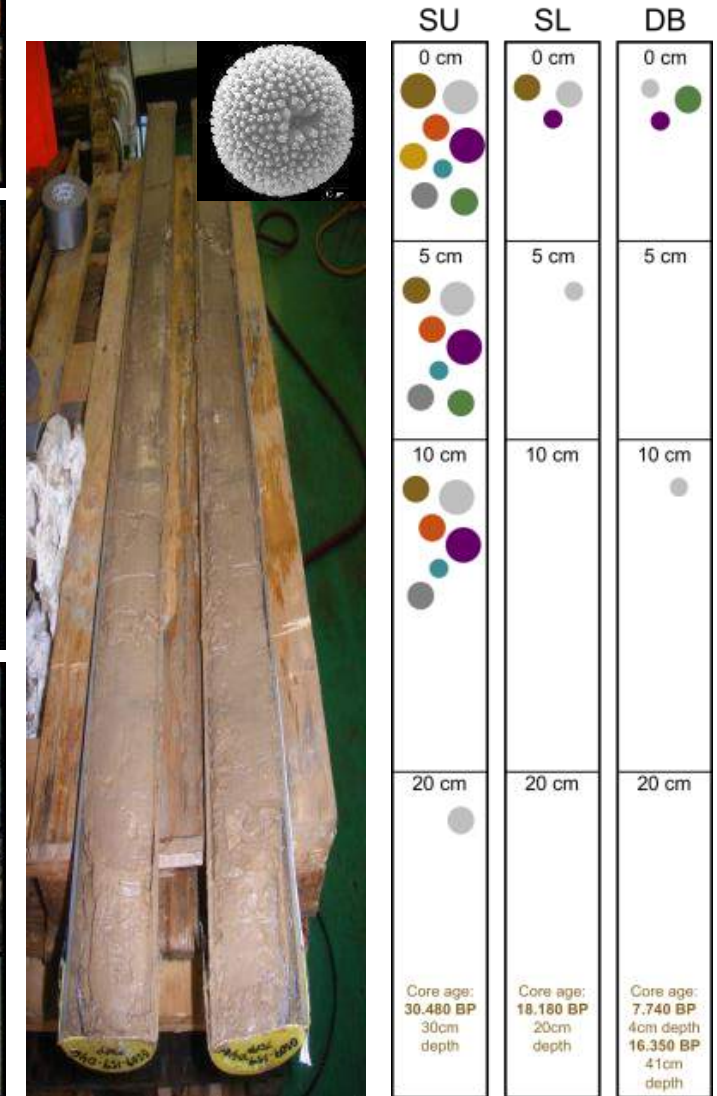 SU SL DB
0 cm 0 cm 0 cm
5 cm 5 cm 5 cm
10 cm 10 cm 10 cm
20 cm 20 cm 20 cm
Core age:
30.480 BP
30cm
depth
Core age:
18.180 BP
20cm
depth
Core age:
7.740 BP
4cm depth
16.350 BP
41cm
depth